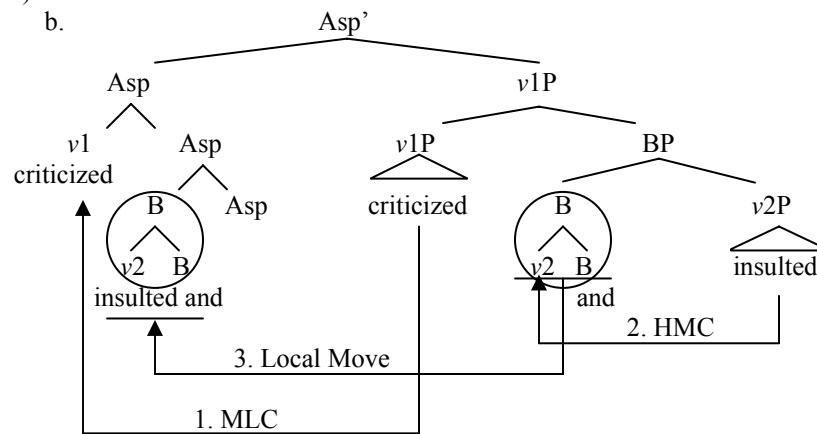 b. Asp’
Asp v1P
v1 Asp v1P BP
criticized
B Asp criticized B v2P
v2 B v2 B insulted
insulted and and
2. HMC
3. Local Move
1. MLC